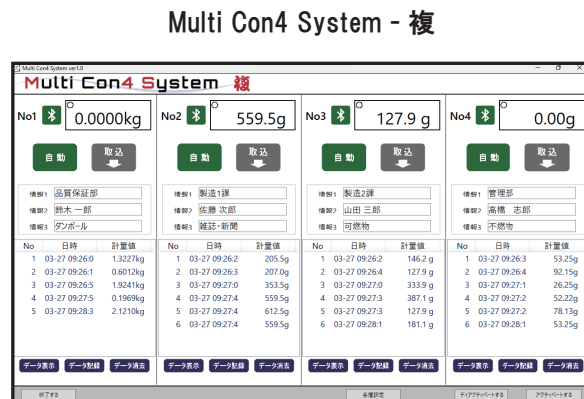 Multi Con4 System - 複
Multi Con4 System ver1.0
Multi Con4 System 複
No1 0.0000kg
自動 取込
情報1 品質保証部
情報2 鈴木 一郎
情報3 ダンボール
No 日時 計量値
1 03-27 09:26:0 1.3227kg
2 03-27 09:26:1 0.6012kg
3 03-27 09:26:5 1.9241kg
4 03-27 09:27:5 0.1969kg
5 03-27 09:28:3 2.1210kg
データ表示 データ記録 データ消去
No2 559.5g
自動 取込
情報1 製造1課
情報2 佐藤 次郎
情報3 雑誌・新聞
No 日時 計量値
1 03-27 09:26:2 205.5g
2 03-27 09:26:3 207.0g
3 03-27 09:27:0 353.5g
4 03-27 09:27:4 559.5g
5 03-27 09:27:4 612.5g
6 03-27 09:27:4 559.5g
データ表示 データ記録 データ消去
No3 127.9 g
自動 取込
情報1 製造2課
情報2 山田 三郎
情報3 可燃物
No 日時 計量値
1 03-27 09:26:2 146.2 g
2 03-27 09:26:4 127.9 g
3 03-27 09:27:0 333.9 g
4 03-27 09:27:3 387.1 g
5 03-27 09:27:3 127.9 g
6 03-27 09:28:1 181.1 g
データ表示 データ記録 データ消去
No4 0.00g
自動 取込
情報1 管理部
情報2 高橋 志郎
情報3 不燃物
No 日時 計量値
1 03-27 09:26:3 53.25g
2 03-27 09:26:4 92.15g
3 03-27 09:27:1 26.25g
4 03-27 09:27:2 52.22g
5 03-27 09:27:2 78.13g
6 03-27 09:28:1 53.25g
データ表示 データ記録 データ消去
終了する 各種設定 ディアクティベートする アクティベートする